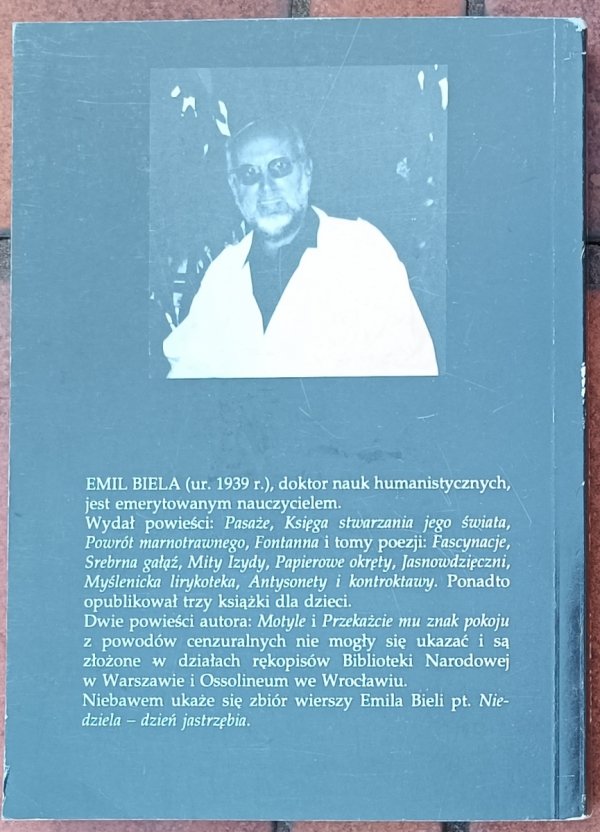 EMIL BIELA (ur. 1939 r.), doktor nauk humanistycznych,
jest emerytowanym nauczycielem.
Wydał powieści: Pasaże, Księga stwarzania jego świata,
Powrót marnotrawnego, Fontanna i tomy poezji: Fascynacje,
Srebrna gałąź, Mity Izydy, Papierowe okręty, Jasnowdzięczni,
Myślenicka lirykoteka, Antysonety i kontroktawy. Ponadto
opublikował trzy książki dla dzieci.
Dwie powieści autora: Motyle i Przekażcie mu znak pokoju
z powodów cenzuralnych nie mogły się ukazać i są
złożone w działach rękopisów Biblioteki Narodowej
w Warszawie i Ossolineum we Wrocławiu.
Niebawem ukaże się zbiór wierszy Emila Bieli pt. Nie-
dziela – dzień jastrzębia.